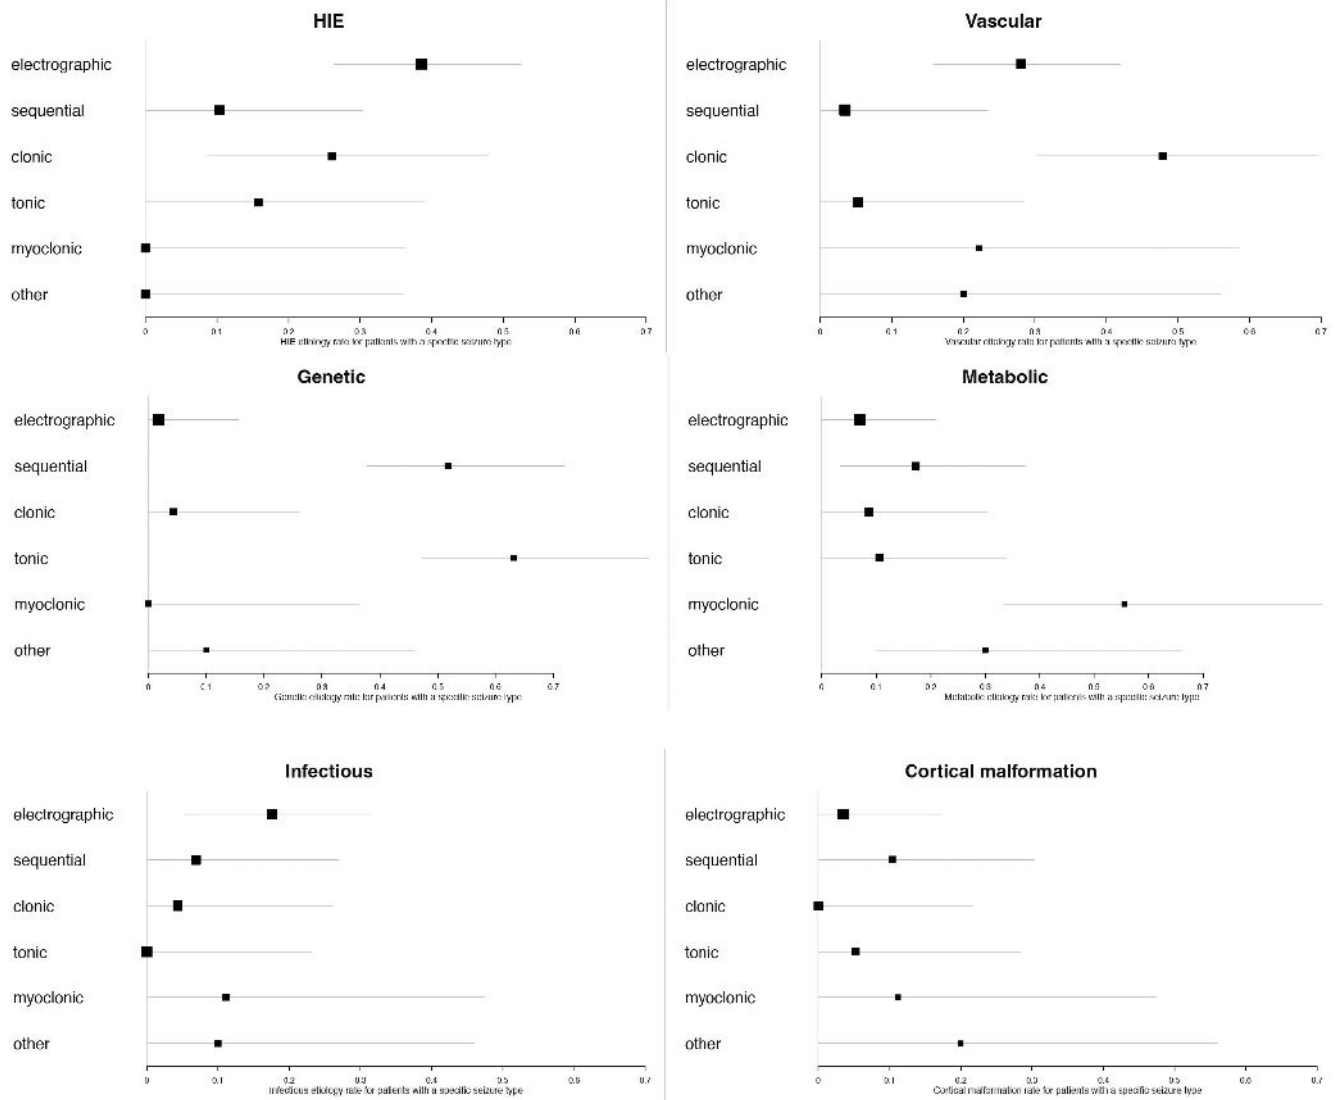 HIE
electrographic
sequential
clonic
tonic
myoclonic
other
0 0.1 0.2 0.3 0.4 0.5 0.6 0.7
HIE etiology rate for patients with a specific seizure type
Vascular
electrographic
sequential
clonic
tonic
myoclonic
other
0 0.1 0.2 0.3 0.4 0.5 0.6 0.7
Vascular etiology rate for patients with a specific seizure type
Genetic
electrographic
sequential
clonic
tonic
myoclonic
other
0 0.1 0.2 0.3 0.4 0.5 0.6 0.7
Genetic etiology rate for patients with a specific seizure type
Metabolic
electrographic
sequential
clonic
tonic
myoclonic
other
0 0.1 0.2 0.3 0.4 0.5 0.6 0.7
Metabolic etiology rate for patients with a specific seizure type
Infectious
electrographic
sequential
clonic
tonic
myoclonic
other
0 0.1 0.2 0.3 0.4 0.5 0.6 0.7
Infectious etiology rate for patients with a specific seizure type
Cortical malformation
electrographic
sequential
clonic
tonic
myoclonic
other
0 0.1 0.2 0.3 0.4 0.5 0.6 0.7
Cortical malformation rate for patients with a specific seizure type